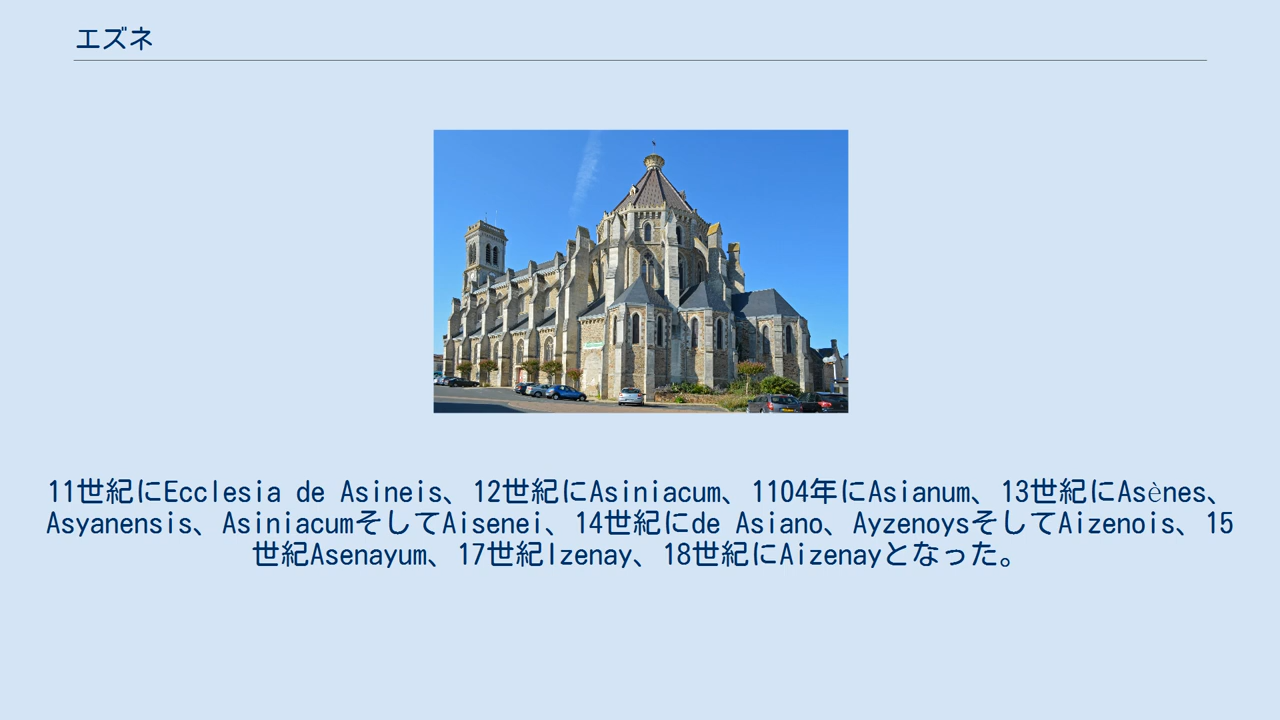 エズネ
11世紀にEcclesia de Asineis、12世紀にAsiniacum、1104年にAsianum、13世紀にAsènes、
Asyanensis、AsiniacumそしてAisenei、14世紀にde Asiano、AyzenoysそしてAizenois、15
世紀Asenayum、17世紀Izenay、18世紀にAizenayとなった。